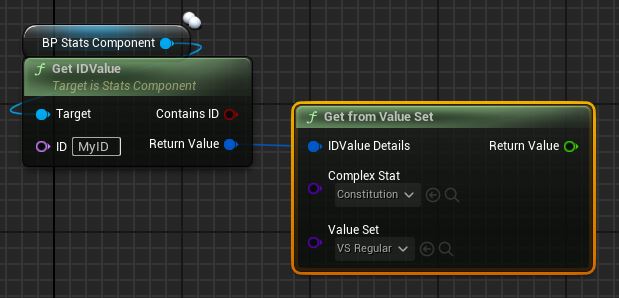 BP Stats Component
f Get IDValue
Target is Stats Component
Target Contains ID
ID MyID Return Value
f Get from Value Set
IDValue Details Return Value
Complex Stat
Constitution
Value Set
VS Regular